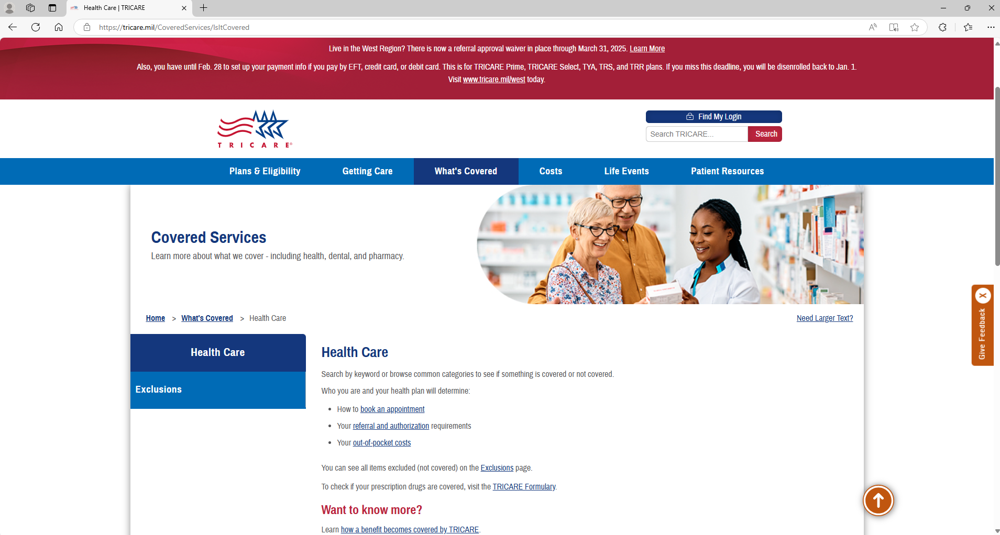 Health Care | TRICARE
https://tricare.mil/CoveredServices/IsItCovered
Live in the West Region? There is now a referral approval waiver in place through March 31, 2025. Learn More
Also, you have until Feb. 28 to set up your payment info if you pay by EFT, credit card, or debit card. This is for TRICARE Prime, TRICARE Select, TYA, TRS, and TRR plans. If you miss this deadline, you will be disenrolled back to Jan. 1.
Visit www.tricare.mil/west today.
TRICARE®
Find My Login
Search TRICARE...
Search
Plans & Eligibility
Getting Care
What's Covered
Costs
Life Events
Patient Resources
Covered Services
Learn more about what we cover - including health, dental, and pharmacy.
Home > What's Covered > Health Care
Need Larger Text?
Give Feedback
Health Care
Exclusions
Health Care
Search by keyword or browse common categories to see if something is covered or not covered.
Who you are and your health plan will determine:
• How to book an appointment
• Your referral and authorization requirements
• Your out-of-pocket costs
You can see all items excluded (not covered) on the Exclusions page.
To check if your prescription drugs are covered, visit the TRICARE Formulary.
Want to know more?
Learn how a benefit becomes covered by TRICARE.